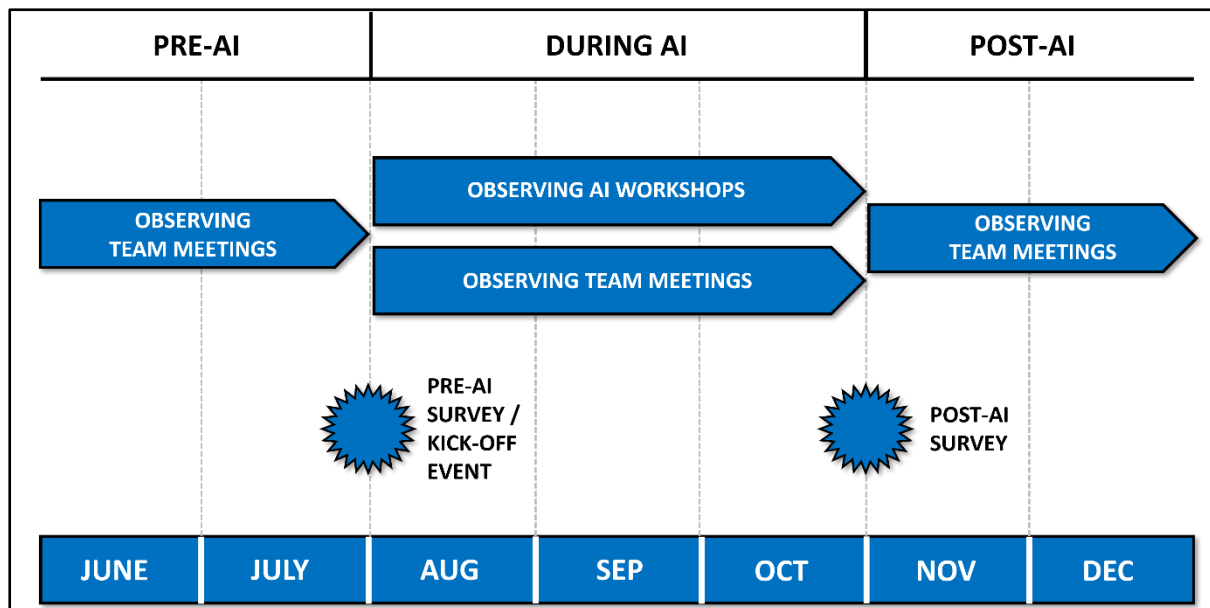 PRE-AI
DURING AI
POST-AI
OBSERVING AI WORKSHOPS
OBSERVING
TEAM MEETINGS
OBSERVING TEAM MEETINGS
OBSERVING
TEAM MEETINGS
PRE-AI
SURVEY /
KICK-OFF
EVENT
POST-AI
SURVEY
JUNE
JULY
AUG
SEP
OCT
NOV
DEC